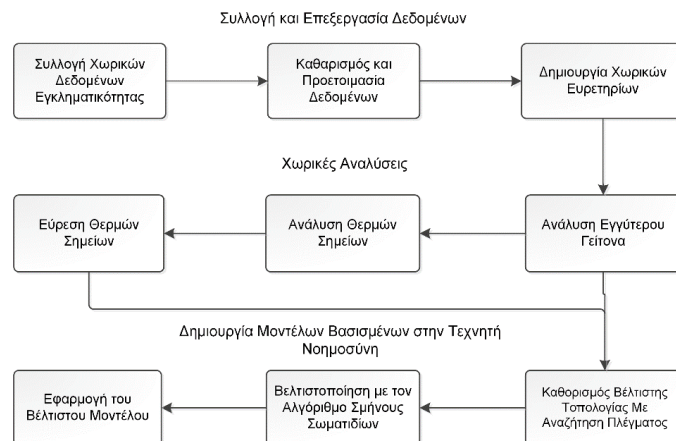 Συλλογή και Επεξεργασία Δεδομένων
Συλλογή Χωρικών
Δεδομένων
Εγκληματικότητας
Καθαρισμός και
Προετοιμασία
Δεδομένων
Δημιουργία Χωρικών
Ευρετηρίων
Χωρικές Αναλύσεις
Εύρεση Θερμών
Σημείων
Ανάλυση Θερμών
Σημείων
Ανάλυση Εγγύτερου
Γείτονα
Δημιουργία Μοντέλων Βασισμένων στην Τεχνητή
Νοημοσύνη
Εφαρμογή του
Βέλτιστου Μοντέλου
Βελτιστοποίηση με τον
Αλγόριθμο Σμήνους
Σωματιδίων
Καθορισμός Βέλτιστης
Τοπολογίας Με
Αναζήτηση Πλέγματος